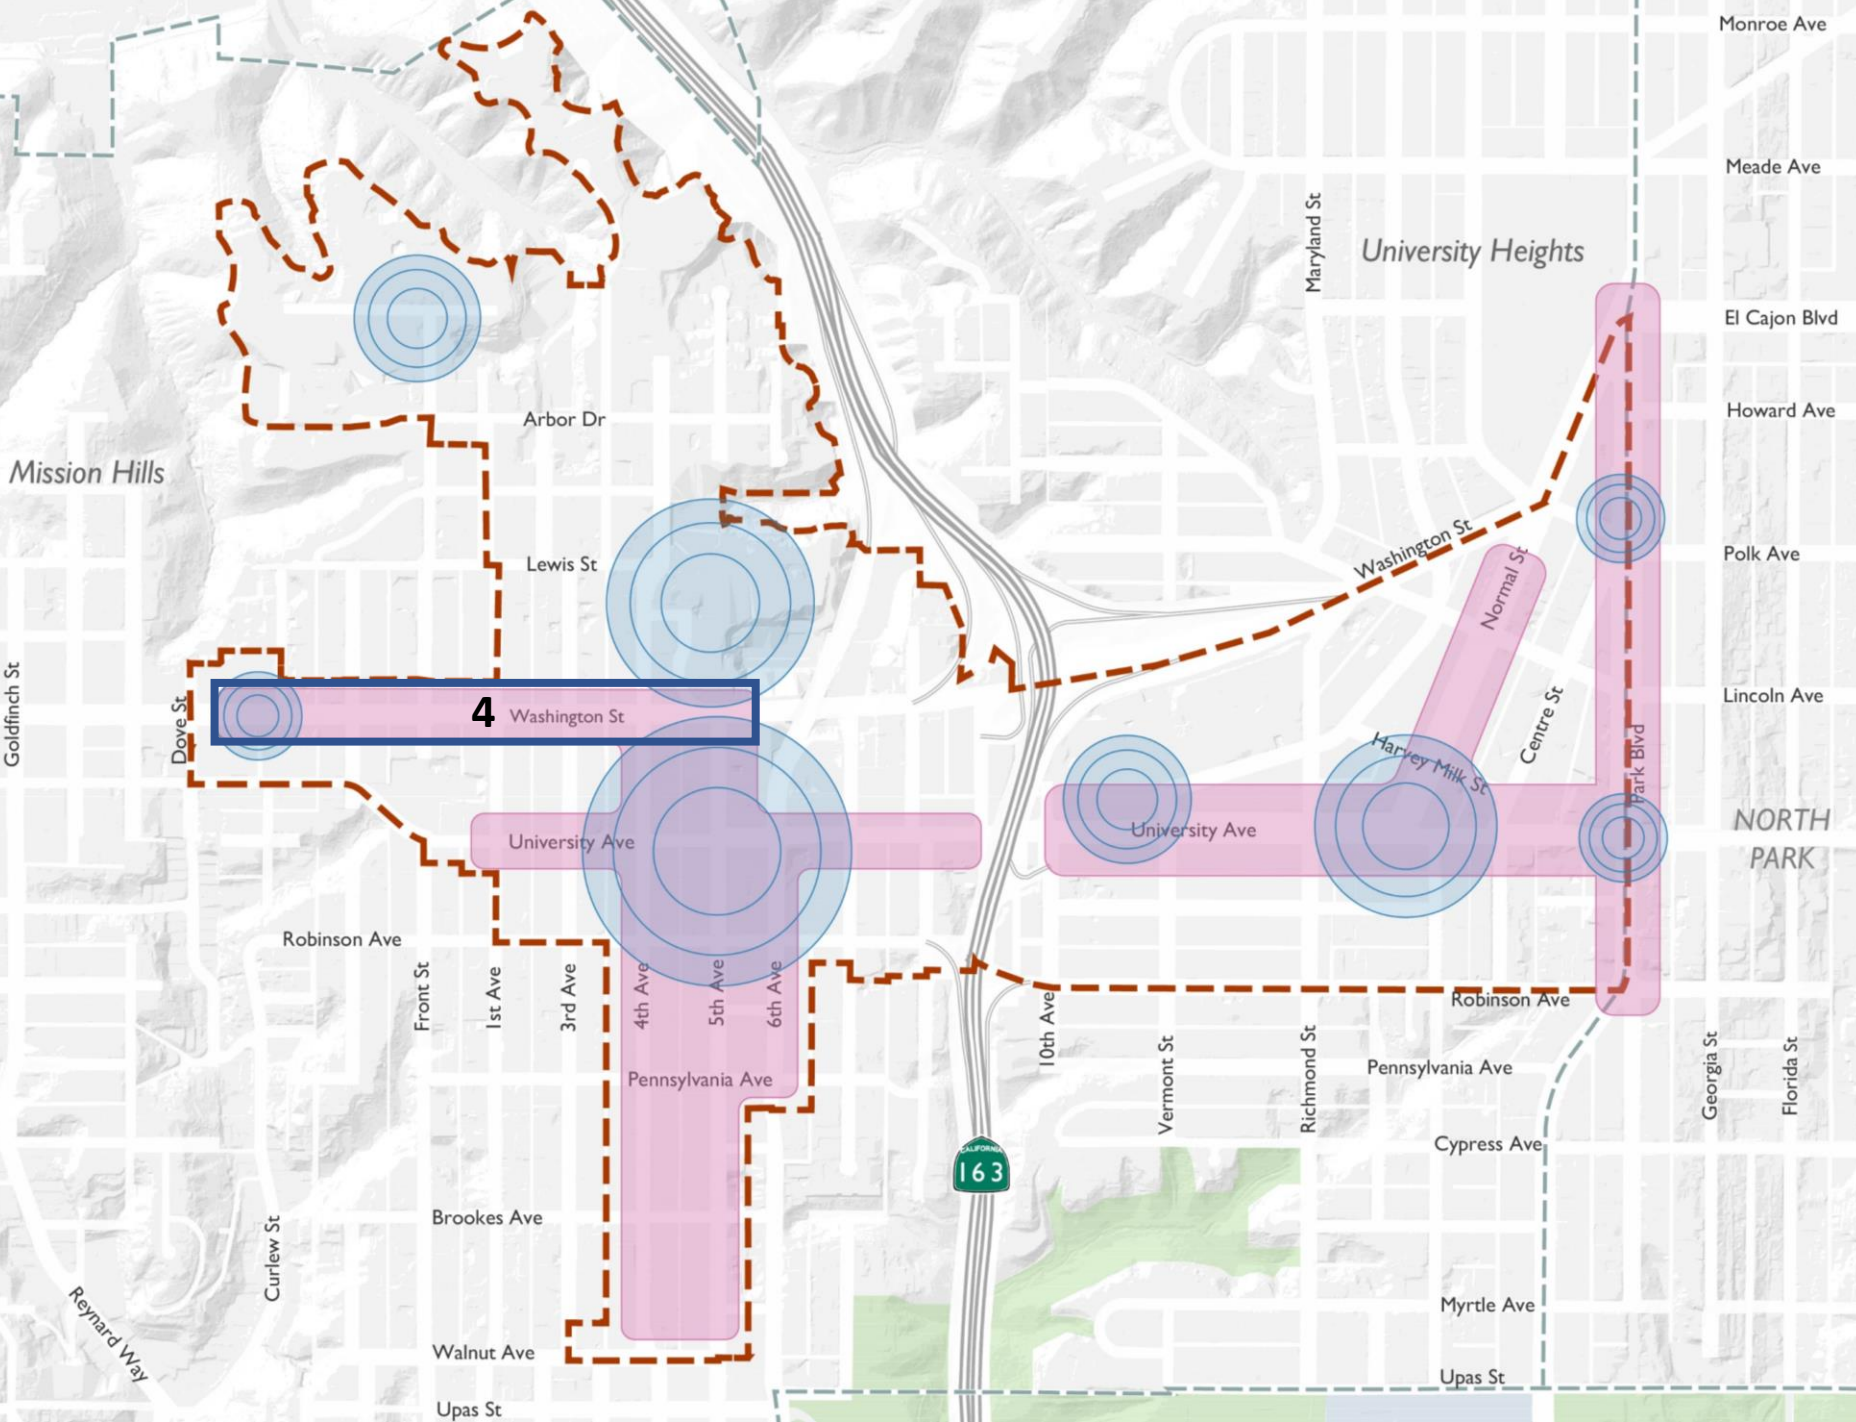 Monroe Ave
Meade Ave
Maryland St
University Heights
El Cajon Blvd
Howard Ave
Arbor Dr
Mission Hills
Washington St
Normal St
Polk Ave
Lewis St
Goldfinch St
Dove St
4
Washington St
Lincoln Ave
Centre St
Harvey Milk St
Park Blvd
University Ave
University Ave
NORTH
PARK
Robinson Ave
Front St
1st Ave
3rd Ave
4th Ave
5th Ave
6th Ave
10th Ave
Robinson Ave
Vermont St
Richmond St
Pennsylvania Ave
Pennsylvania Ave
Georgia St
Florida St
CALIFORNIA
163
Cypress Ave
Curlew St
Brookes Ave
Reynard Way
Myrtle Ave
Walnut Ave
Upas St
Upas St